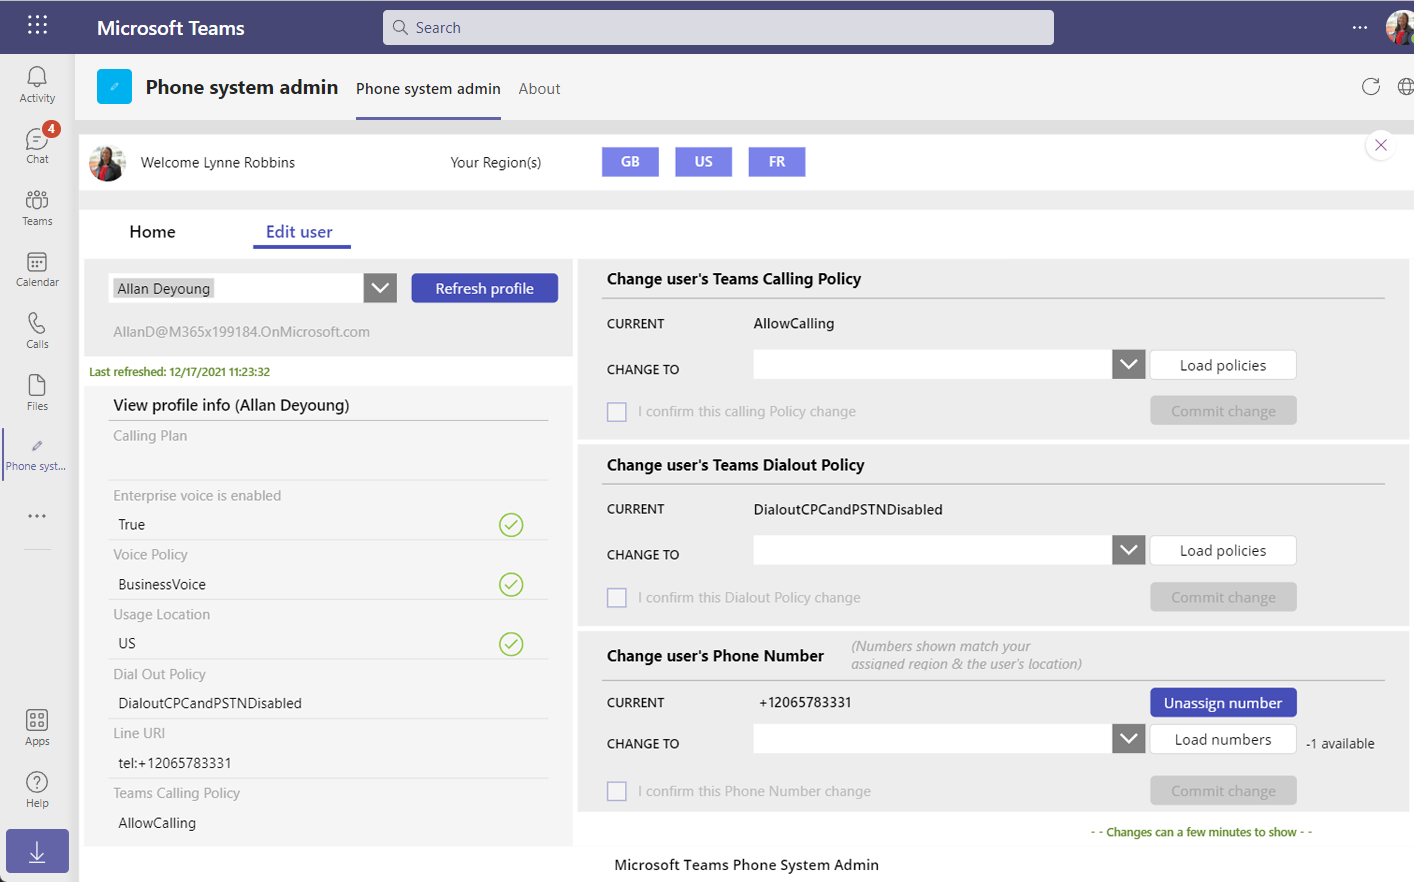 Microsoft Teams
Search
Activity
4
Chat
Teams
Calendar
Calls
Files
Phone syst...
Apps
Help
Phone system admin
Phone system admin
About
Welcome Lynne Robbins
Your Region(s)
GB
US
FR
Home
Edit user
Allan Deyoung
Refresh profile
AllanD@M365x199184.OnMicrosoft.com
Last refreshed: 12/17/2021 11:23:32
View profile info (Allan Deyoung)
Calling Plan
Enterprise voice is enabled
True
Voice Policy
BusinessVoice
Usage Location
US
Dial Out Policy
DialoutCPCandPSTNDisabled
Line URI
tel:+12065783331
Teams Calling Policy
AllowCalling
Change user's Teams Calling Policy
CURRENT
AllowCalling
CHANGE TO
Load policies
I confirm this calling Policy change
Commit change
Change user's Teams Dialout Policy
CURRENT
DialoutCPCandPSTNDisabled
CHANGE TO
Load policies
I confirm this Dialout Policy change
Commit change
Change user's Phone Number
(Numbers shown match your
assigned region & the user's location)
CURRENT
+12065783331
Unassign number
CHANGE TO
Load numbers
-1 available
I confirm this Phone Number change
Commit change
- - Changes can a few minutes to show - -
Microsoft Teams Phone System Admin